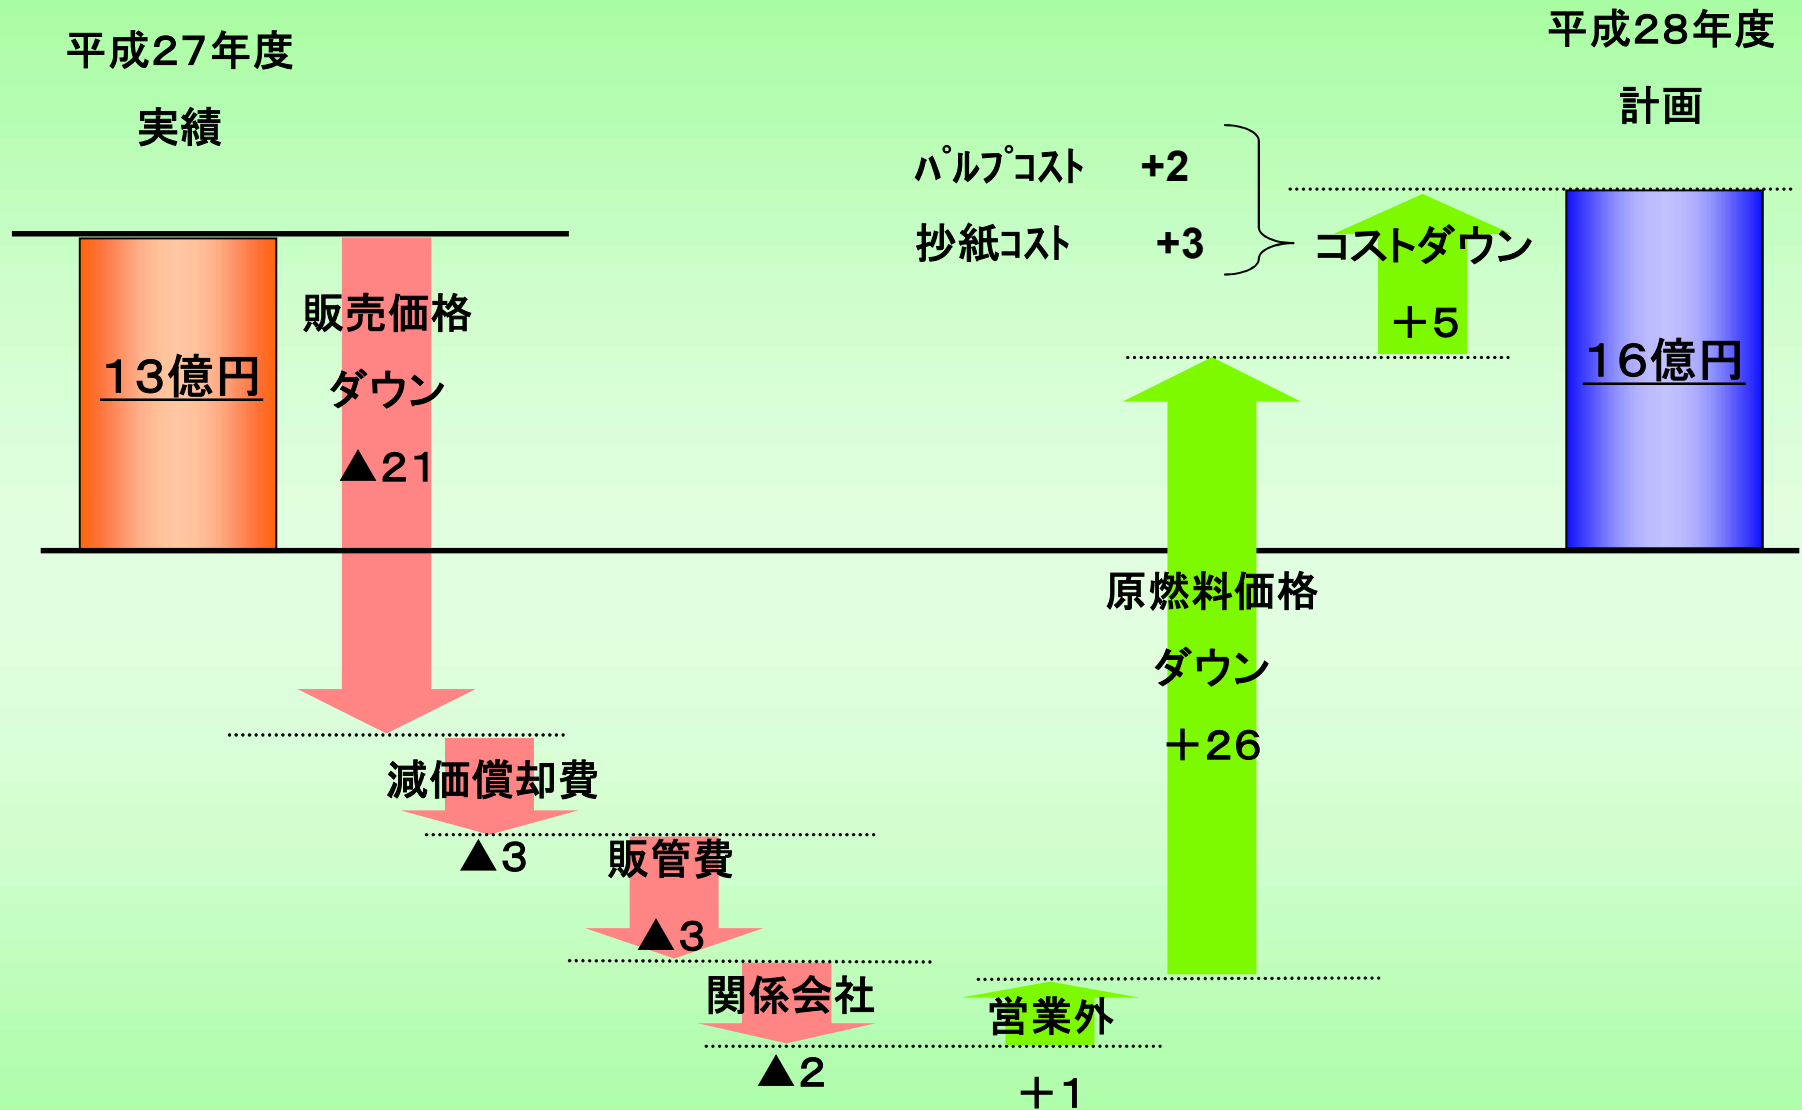 平成27年度
実績
平成28年度
計画
パルプコスト +2
抄紙コスト +3
コストダウン
+5
13億円
16億円
販売価格
ダウン
▲21
原燃料価格
ダウン
+26
減価償却費
▲3
販管費
▲3
関係会社
▲2
営業外
+1